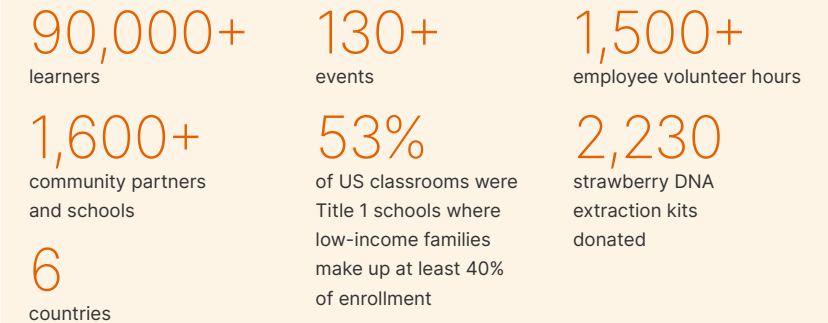 90,000+
learners
130+
events
1,500+
employee volunteer hours
1,600+
community partners
and schools
53%
of US classrooms were
Title 1 schools where
low-income families
make up at least 40%
of enrollment
2,230
strawberry DNA
extraction kits
donated
6
countries